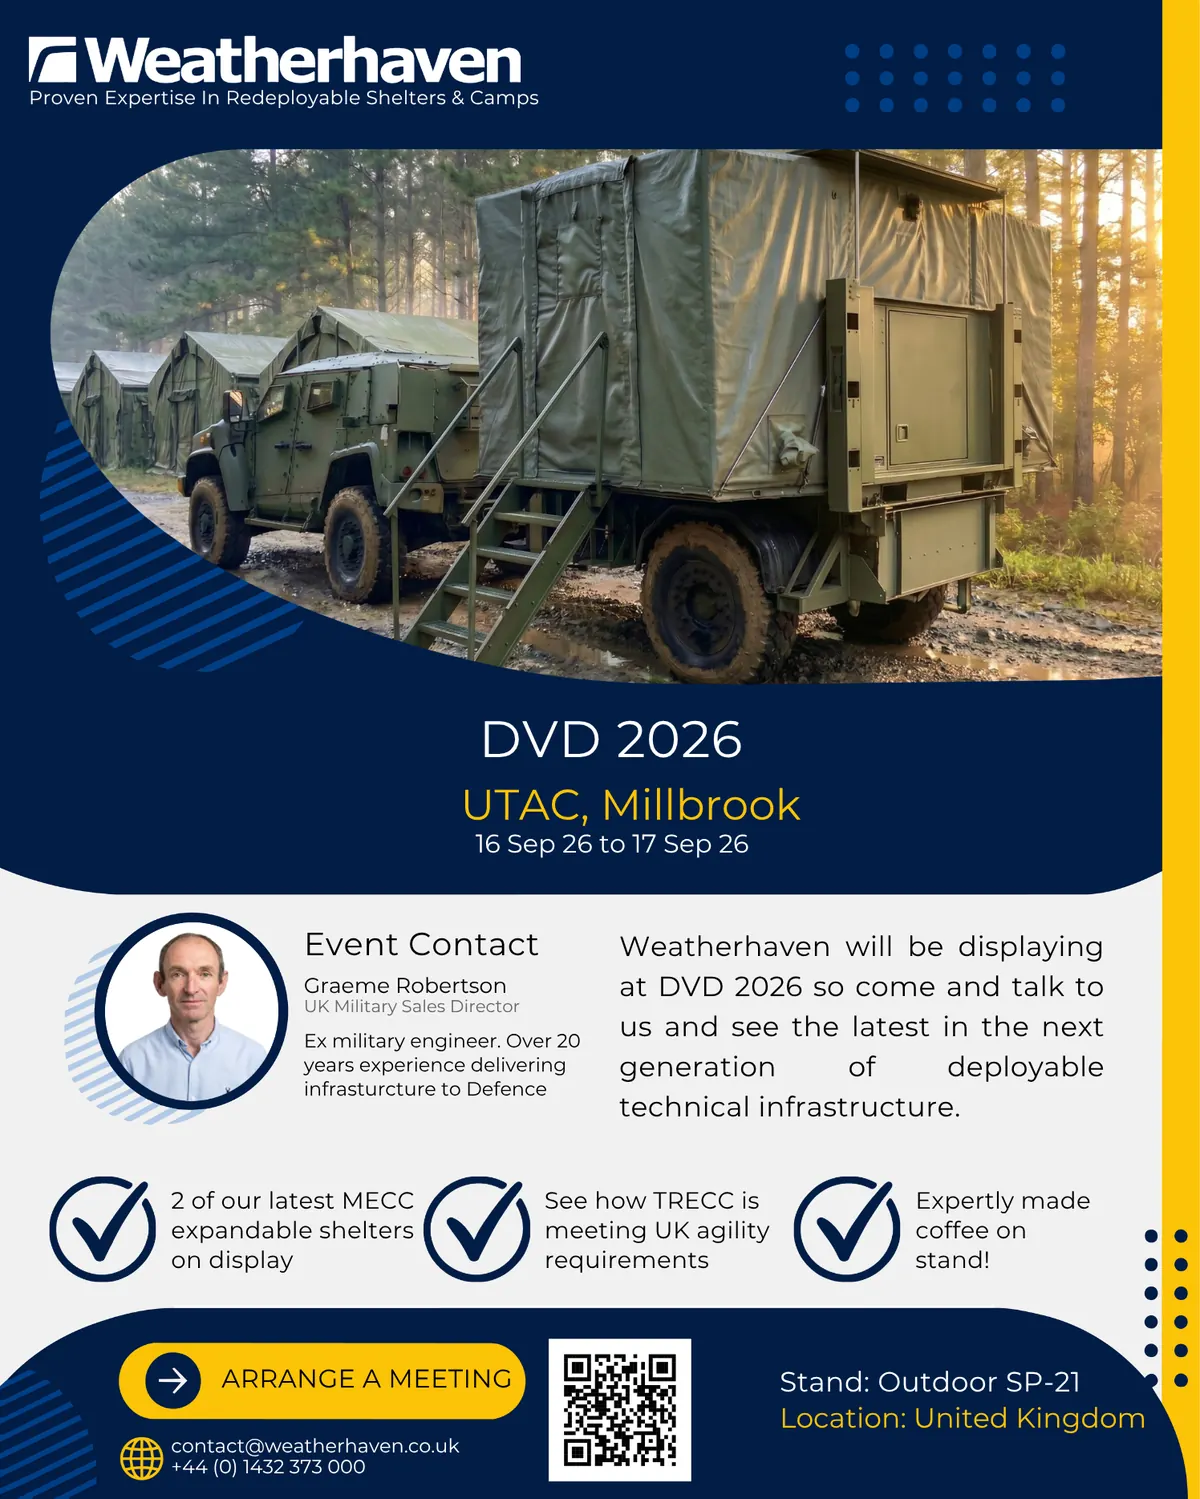 Weatherhaven
Proven Expertise In Redeployable Shelters & Camps
DVD 2026
UTAC, Millbrook
16 Sep 26 to 17 Sep 26
Event Contact
Graeme Robertson
UK Military Sales Director
Ex military engineer. Over 20
years experience delivering
infrasturcture to Defence
Weatherhaven will be displaying
at DVD 2026 so come and talk to
us and see the latest in the next
generation of deployable
technical infrastructure.
2 of our latest MECC
expandable shelters
on display
See how TRECC is
meeting UK agility
requirements
Expertly made
coffee on
stand!
ARRANGE A MEETING
contact@weatherhaven.co.uk
+44 (0) 1432 373 000
Stand: Outdoor SP-21
Location: United Kingdom